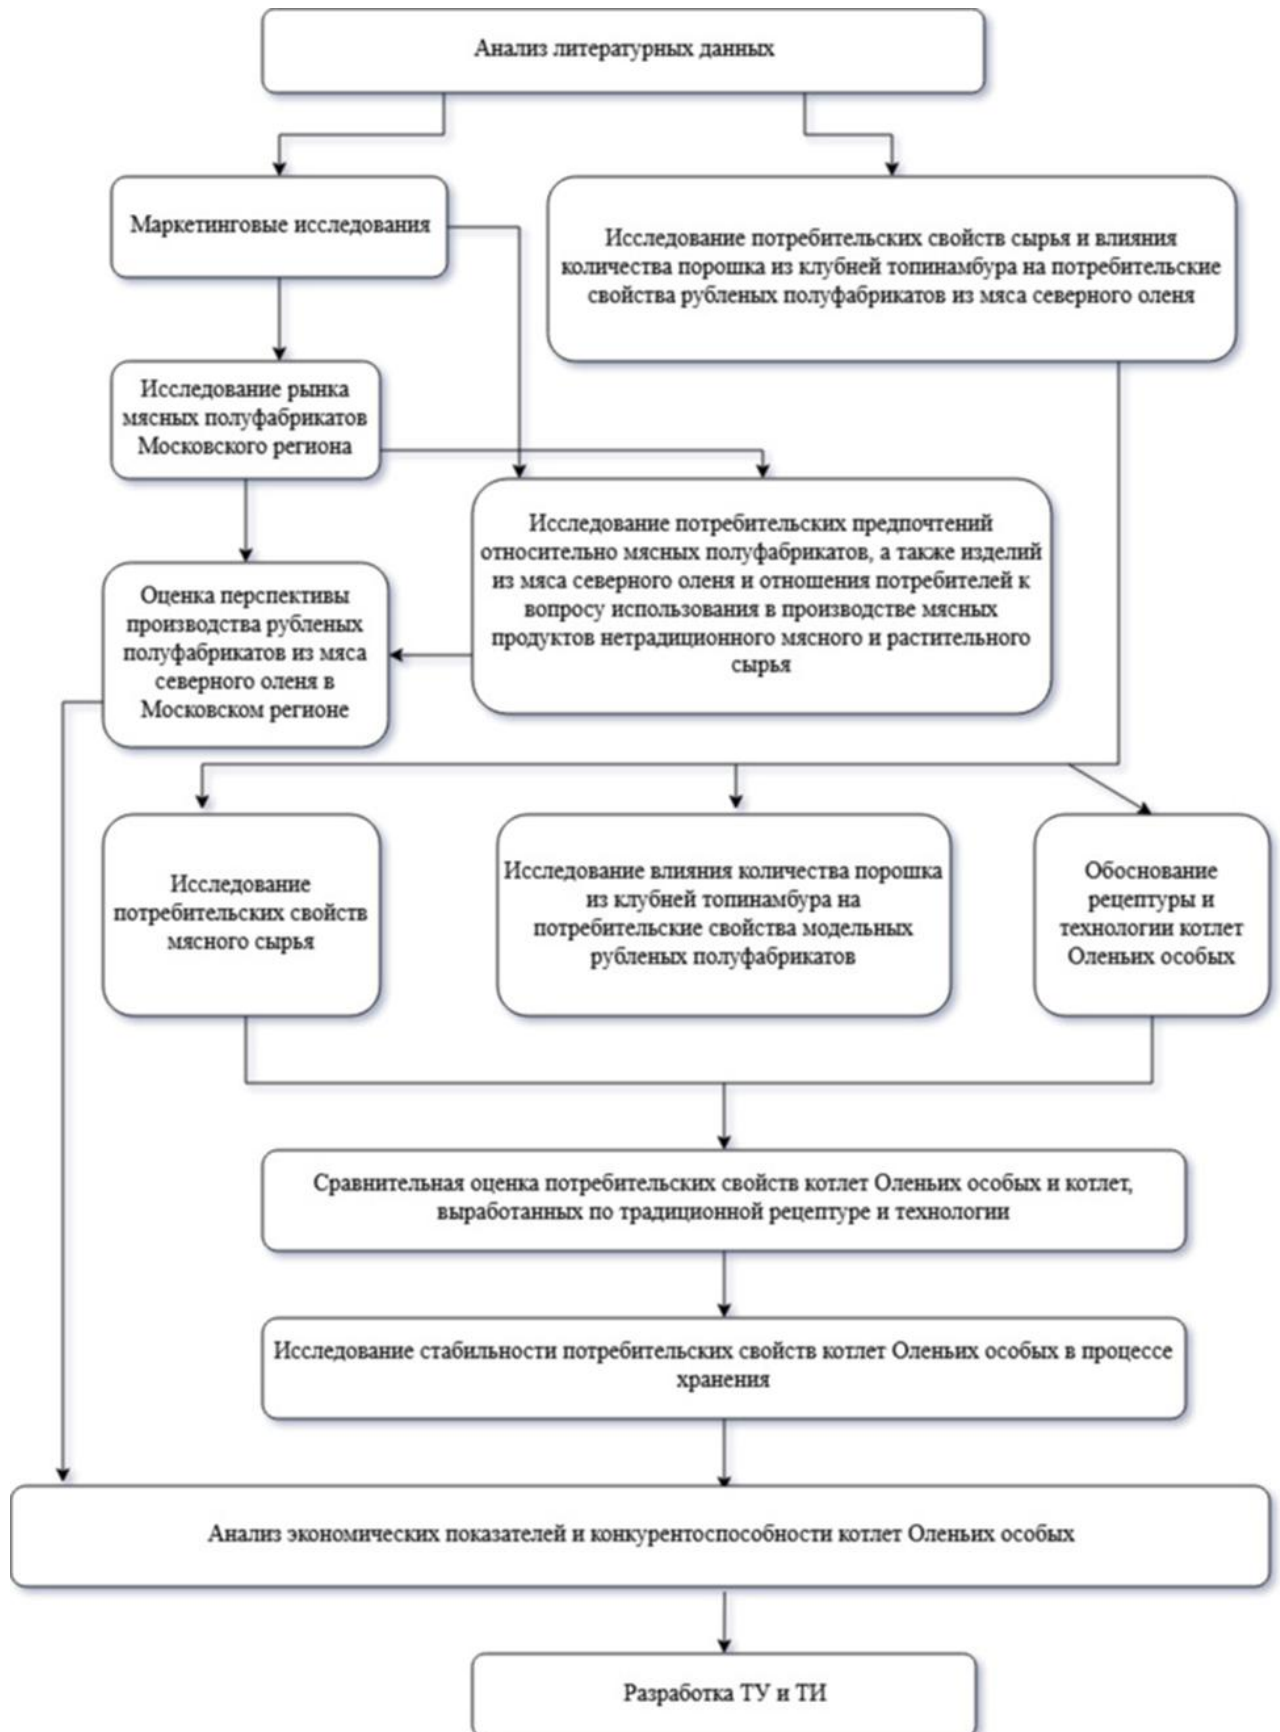 Анализ литературных данных
Маркетинговые исследования
Исследование потребительских свойств сырья и влияния
количества порошка из клубней топинамбура на потребительские
свойства рубленых полуфабрикатов из мяса северного оленя
Исследование рынка
мясных полуфабрикатов
Московского региона
Исследование потребительских предпочтений
относительно мясных полуфабрикатов, а также изделий
из мяса северного оленя и отношения потребителей к
вопросу использования в производстве мясных
продуктов нетрадиционного мясного и растительного
сырья
Оценка перспективы
производства рубленых
полуфабрикатов из мяса
северного оленя в
Московском регионе
Исследование
потребительских свойств
мясного сырья
Исследование влияния количества порошка
из клубней топинамбура на
потребительские свойства модельных
рубленых полуфабрикатов
Обоснование
рецептуры и
технологии котлет
Оленьих особых
Сравнительная оценка потребительских свойств котлет Оленьих особых и котлет,
выработанных по традиционной рецептуре и технологии
Исследование стабильности потребительских свойств котлет Оленьих особых в процессе
хранения
Анализ экономических показателей и конкурентоспособности котлет Оленьих особых
Разработка ТУ и ТИ